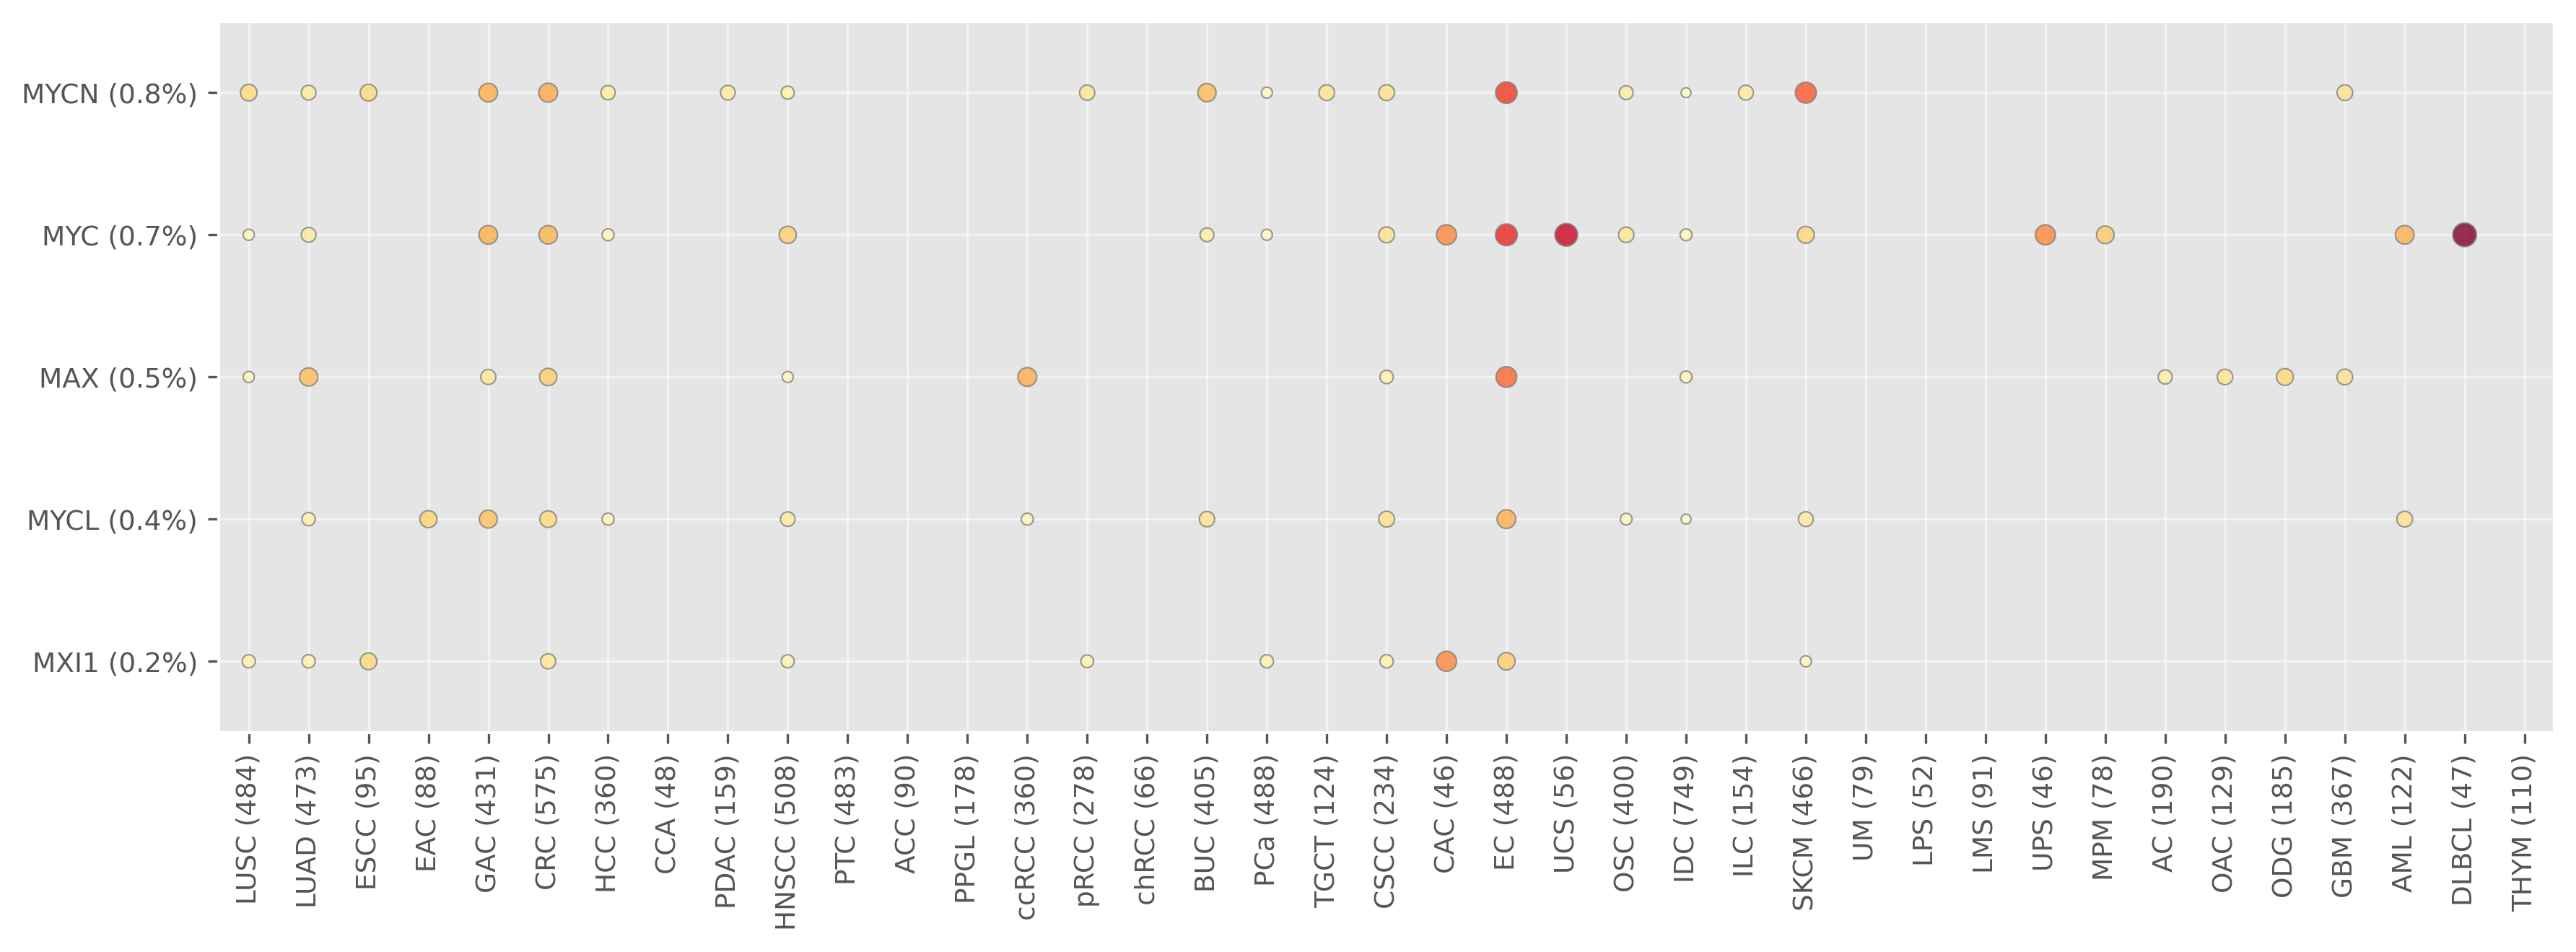 MYCN (0.8%)
MYC (0.7%)
MAX (0.5%)
MYCL (0.4%)
MXI1 (0.2%)
LUSC (484)
LUAD (473)
ESCC (95)
EAC (88)
GAC (431)
CRC (575)
HCC (360)
CCA (48)
PDAC (159)
HNSCC (508)
PTC (483)
ACC (90)
PPGL (178)
ccRCC (360)
pRCC (278)
chRCC (66)
BUC (405)
PCa (488)
TGCT (124)
CSCC (234)
CAC (46)
EC (488)
UCS (56)
OSC (400)
IDC (749)
ILC (154)
SKCM (466)
UM (79)
LPS (52)
LMS (91)
UPS (46)
MPM (78)
AC (190)
OAC (129)
ODG (185)
GBM (367)
AML (122)
DLBCL (47)
THYM (110)